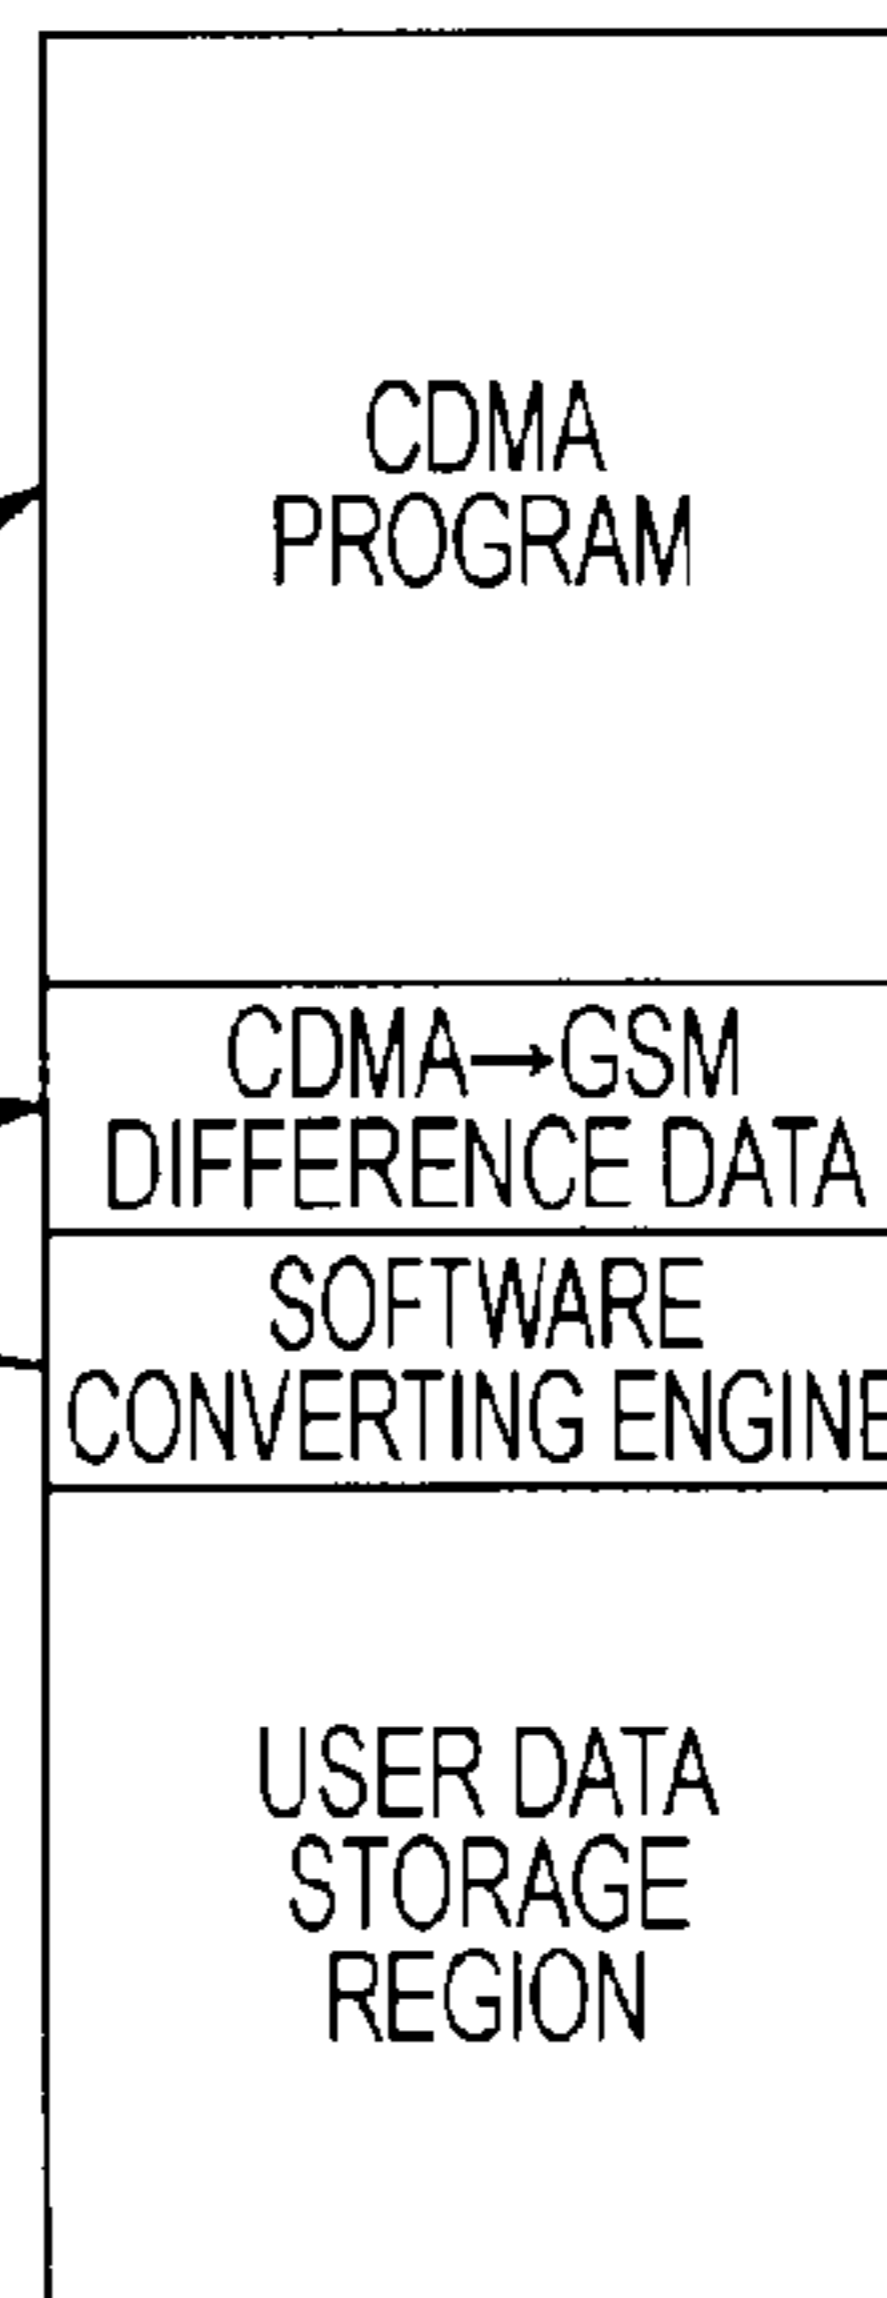 CDMA
PROGRAM
CDMA→GSM
DIFFERENCE DATA
SOFTWARE
CONVERTING ENGINE
USER DATA
STORAGE
REGION